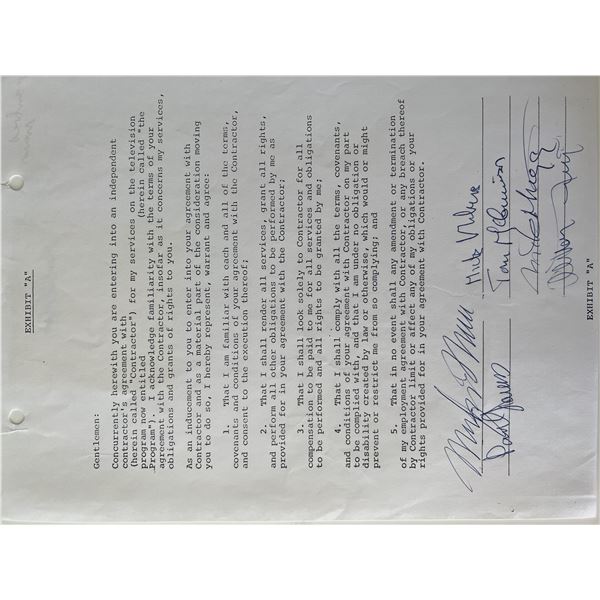 EXHIBIT "A"
Gentlemen:
Concurrently herewith you are entering into an independent
contractor's agreement with
(herein called "Contractor") for my services on the television
program now entitled (herein called "the
Program") I acknowledge familiarity with the terms of your
agreement with the Contractor, insofar as it concerns my services,
obligations and grants of rights to you.
As an inducement to you to enter into your agreement with
Contractor and as a material part of the consideration moving
you to do so, I hereby represent, warrant and agree:
1. That I am familiar with each and all of the terms,
covenants and conditions of your agreement with the Contractor,
and consent to the execution thereof;
2. That I shall render all services, grant all rights,
and perform all other obligations to be performed by me as
provided for in your agreement with the Contractor;
3. That I shall look solely to Contractor for all
compensation to be paid to me for all services and obligations
to be performed and all rights to be granted by me;
4. That I shall comply with all the terms, covenants,
and conditions of your agreement with Contractor on my part
to be complied with, and that I am under no obligation or
disability created by law or otherwise, which would or might
prevent or restrict me from so complying; and
5. That in no event shall any amendment or termination
of my employment agreement with Contractor, or any breach thereof
by Contractor limit or affect any of my obligations or your
rights provided for in your agreement with Contractor.
Mike
Tom
EXHIBIT "A"